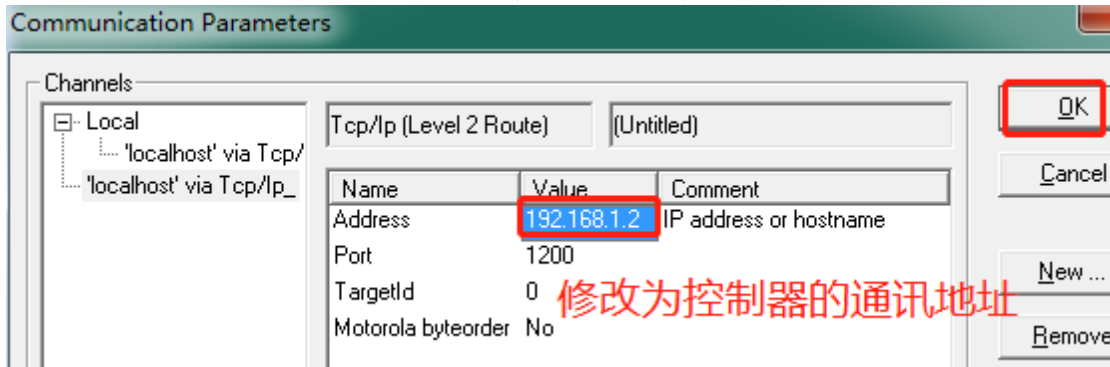 Communication Parameters
Channels
Local
'localhost' via Tcp/
'localhost' via Tcp/Ip_
Tcp/Ip (Level 2 Route)
(Untitled)
Name Value Comment
Address 192.168.1.2 IP address or hostname
Port 1200
TargetId 0
Motorola byteorder No
修改为控制器的通讯地址
OK
Cancel
New ...
Remove